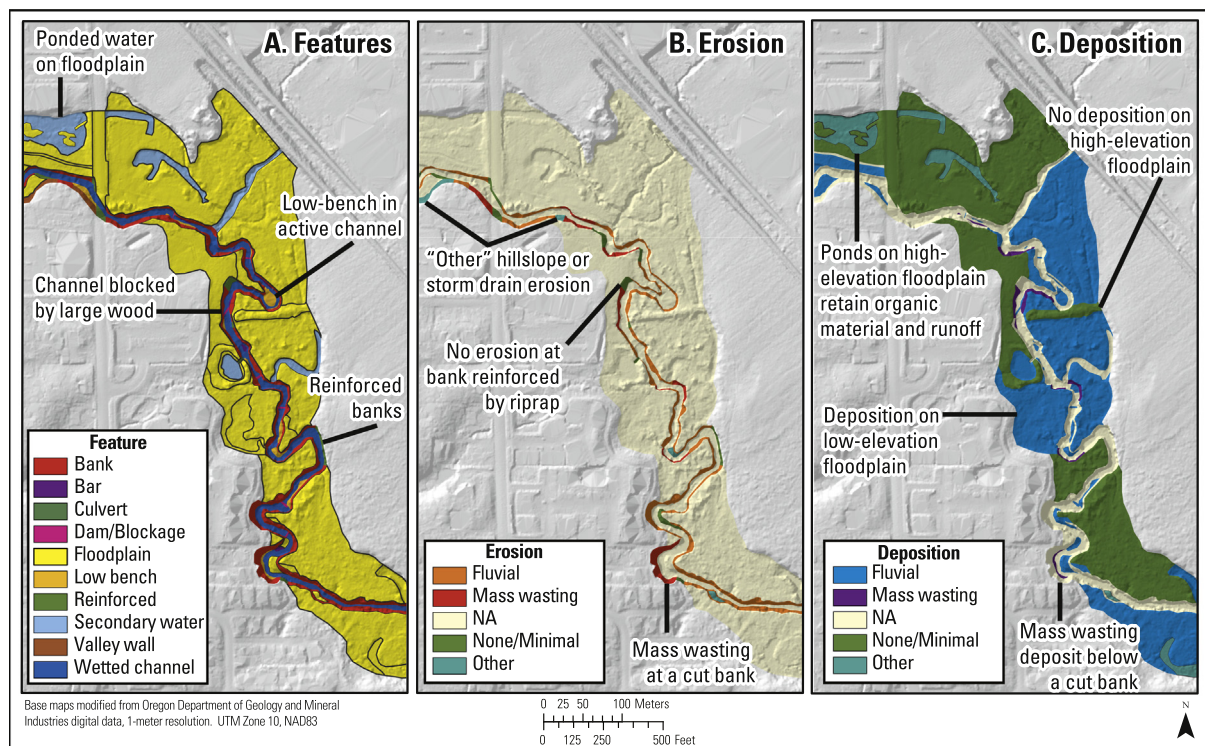 A. Features
Ponded water
on floodplain
Low-bench in
active channel
Channel blocked
by large wood
Reinforced
banks
Feature
Bank
Bar
Culvert
Dam/Blockage
Floodplain
Low bench
Reinforced
Secondary water
Valley wall
Wetted channel
B. Erosion
"Other" hillslope or
storm drain erosion
No erosion at
bank reinforced
by riprap
Mass wasting
at a cut bank
Erosion
Fluvial
Mass wasting
NA
None/Minimal
Other
C. Deposition
No deposition on
high-elevation
floodplain
Ponds on high-
elevation floodplain
retain organic
material and runoff
Deposition on
low-elevation
floodplain
Mass wasting
deposit below
a cut bank
Deposition
Fluvial
Mass wasting
NA
None/Minimal
Other
Base maps modified from Oregon Department of Geology and Mineral
Industries digital data, 1-meter resolution. UTM Zone 10, NAD83
0 25 50 100 Meters
0 125 250 500 Feet
N